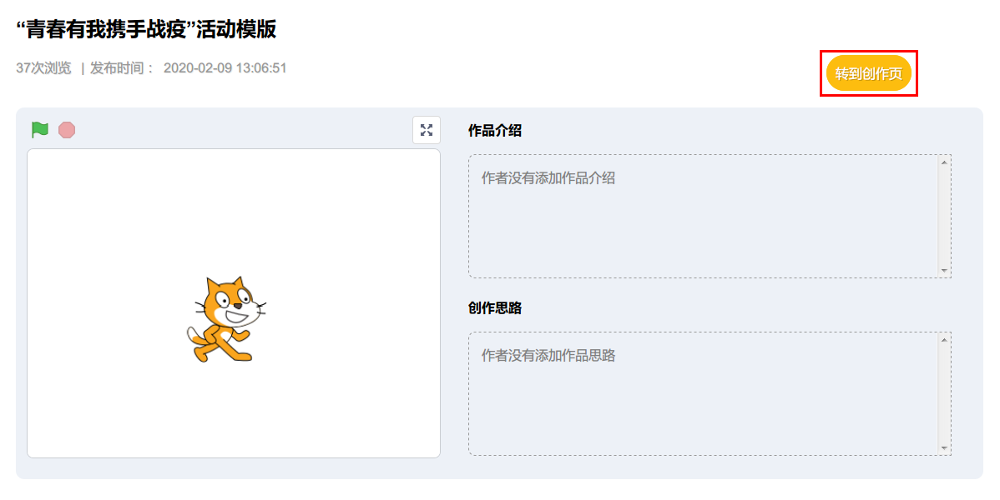 “青春有我携手战疫”活动模版
37次浏览 | 发布时间： 2020-02-09 13:06:51
转到创作页
作品介绍
作者没有添加作品介绍
创作思路
作者没有添加作品思路